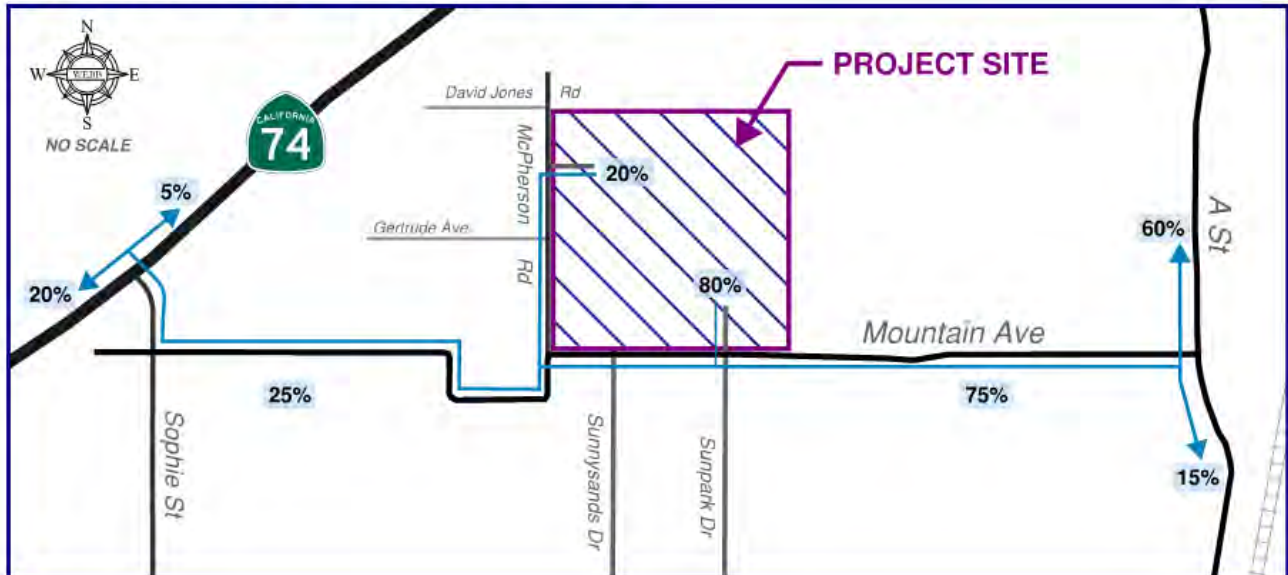 N
W WEBB E
S
NO SCALE
CALIFORNIA
74
PROJECT SITE
David Jones Rd
McPherson Rd
5%
20%
Gertrude Ave
20%
80%
60%
A St
Mountain Ave
25%
75%
Sophie St
Sunnysands Dr
Sunpark Dr
15%